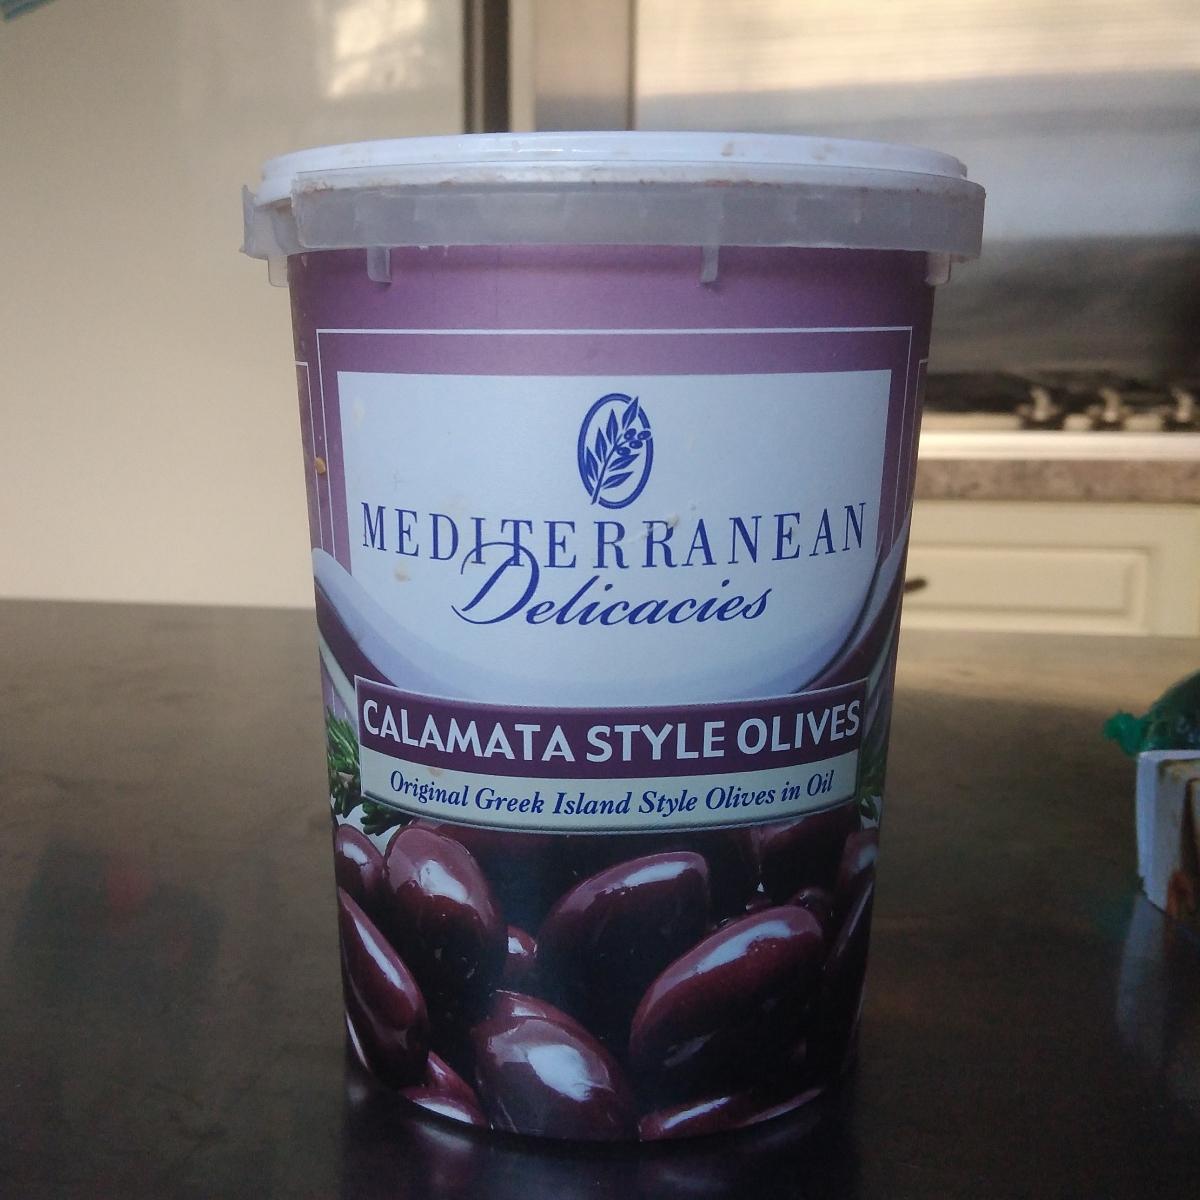 MEDITERRANEAN
Delicacies
CALAMATA STYLE OLIVES
Original Greek Island Style Olives in Oil